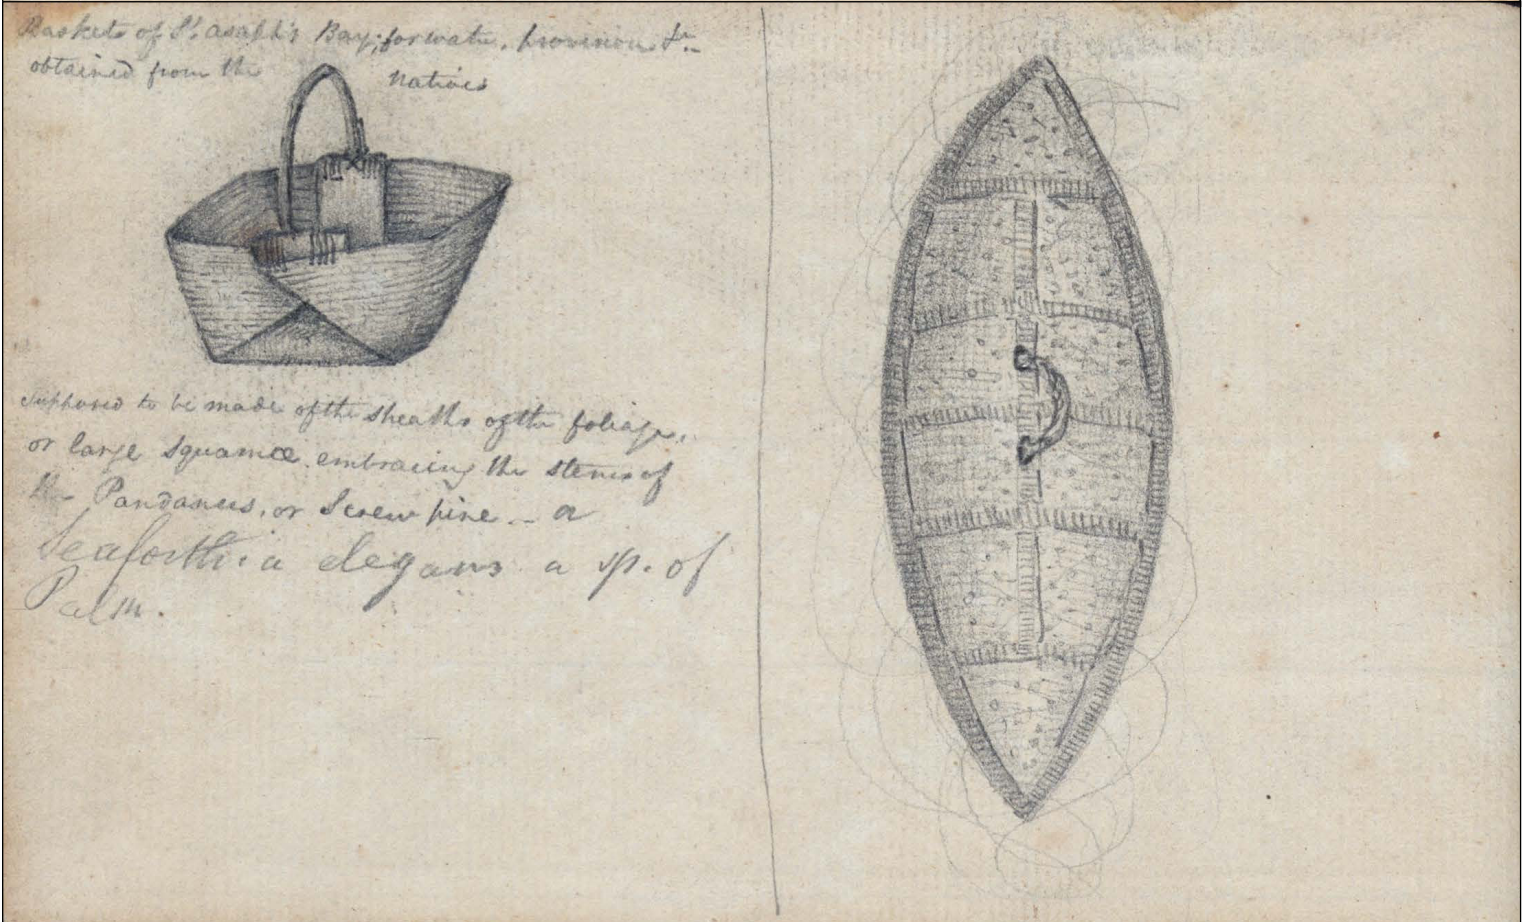 Baskets of St. Asaph's Bay, for water, provisions &c.
obtained from the Natives
supposed to be made of the sheaths of the foliage,
or large squamæ embracing the stems of
the Pandanus, or Screw pine – a
Seaforthia elegans a sp. of
Palm.